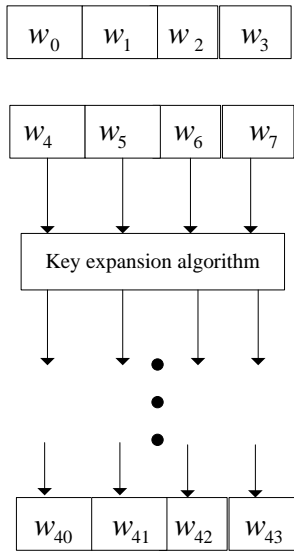 w₀ w₁ w₂ w₃
w₄ w₅ w₆ w₇
Key expansion algorithm
w₄₀ w₄₁ w₄₂ w₄₃